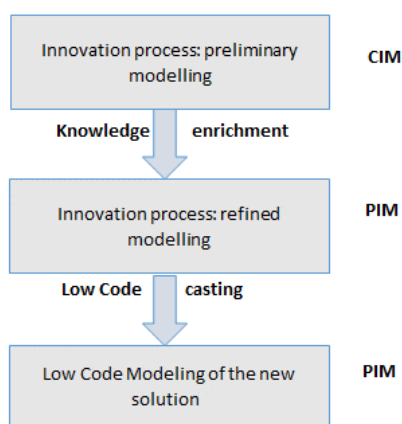 Innovation process: preliminary
modelling
CIM
Knowledge enrichment
Innovation process: refined
modelling
PIM
Low Code casting
Low Code Modeling of the new
solution
PIM